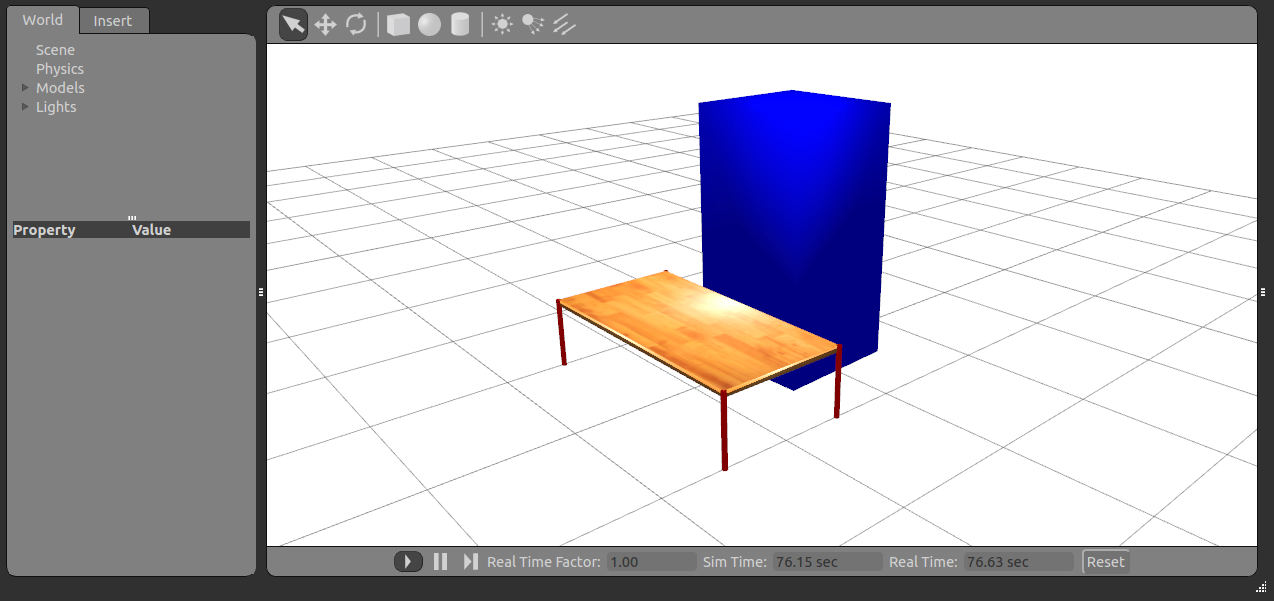 World Insert
Scene
Physics
Models
Lights
Property Value
Real Time Factor: 1.00 Sim Time: 76.15 sec Real Time: 76.63 sec Reset